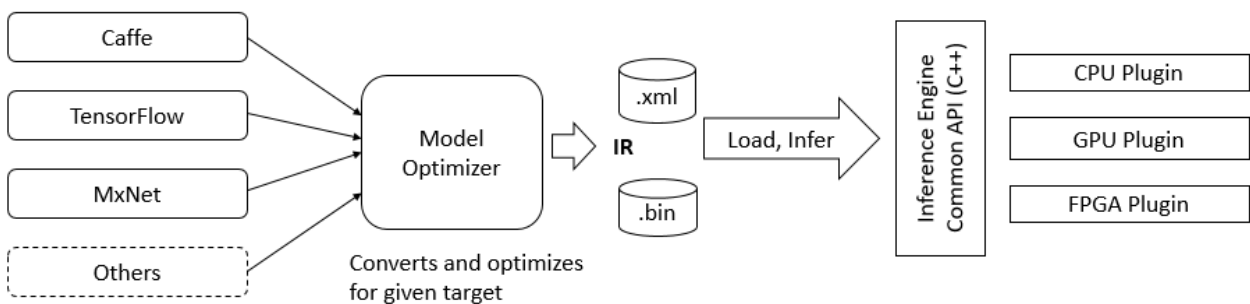 Caffe
TensorFlow
MxNet
Others
Model
Optimizer
Converts and optimizes
for given target
.xml
IR
.bin
Load, Infer
Inference Engine
Common API (C++)
CPU Plugin
GPU Plugin
FPGA Plugin